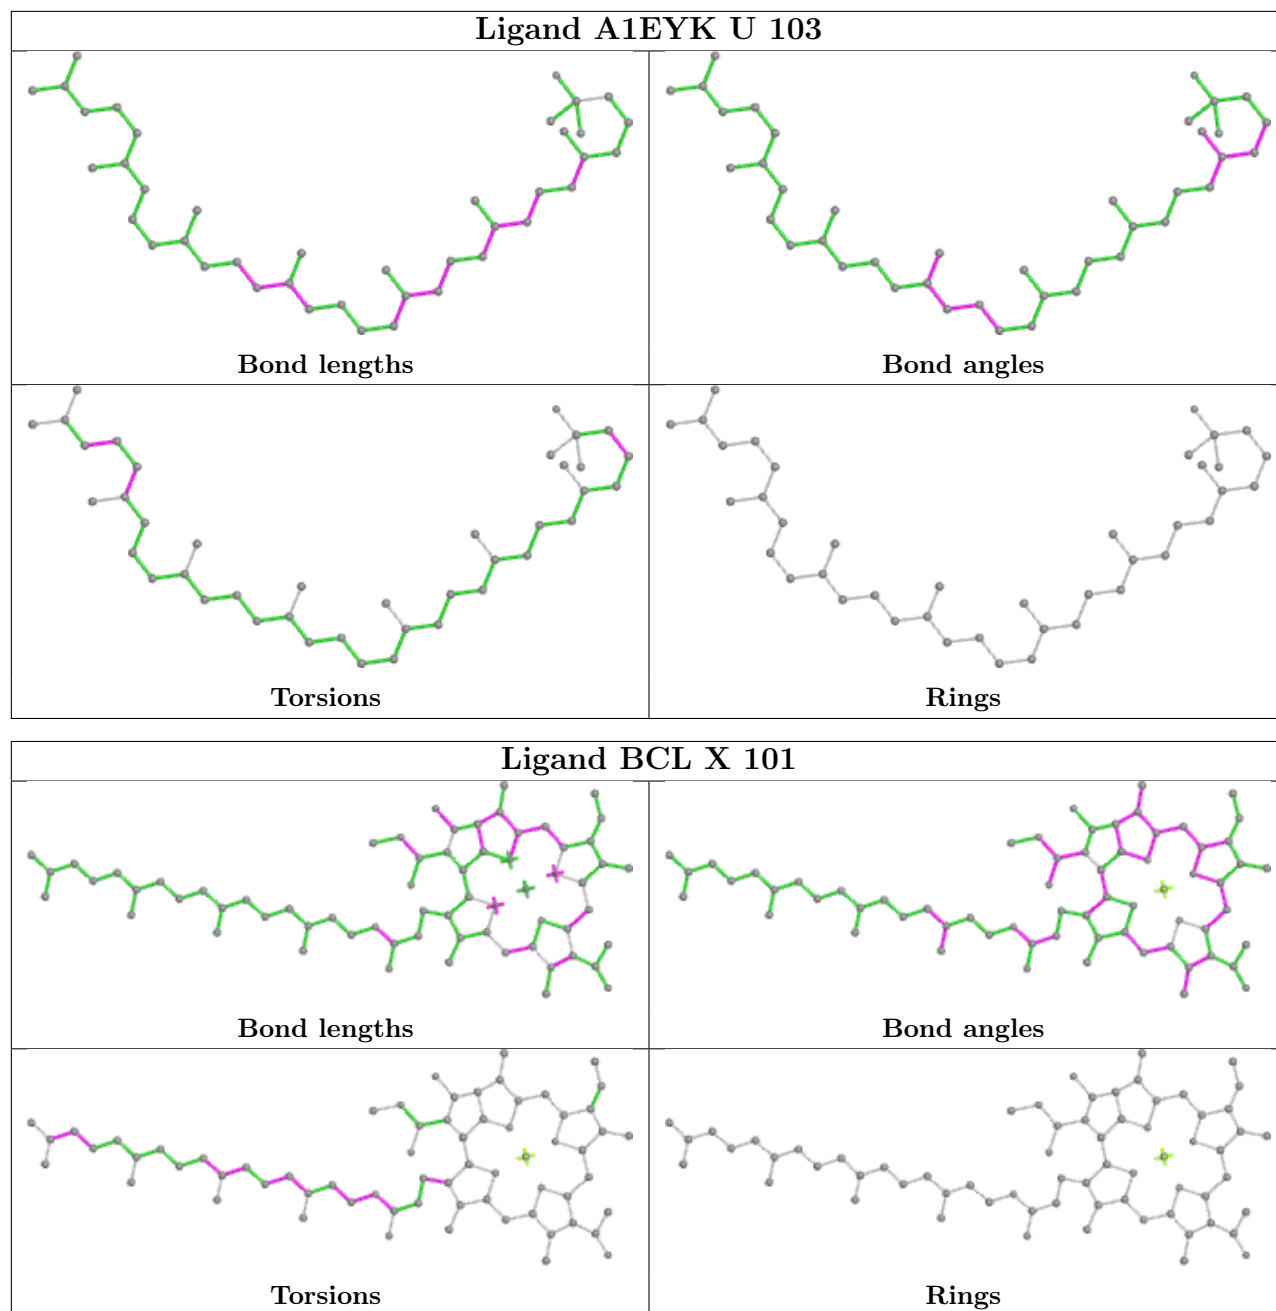 Ligand A1EYK U 103
Bond lengths
Bond angles
Torsions
Rings
Ligand BCL X 101
Bond lengths
Bond angles
Torsions
Rings